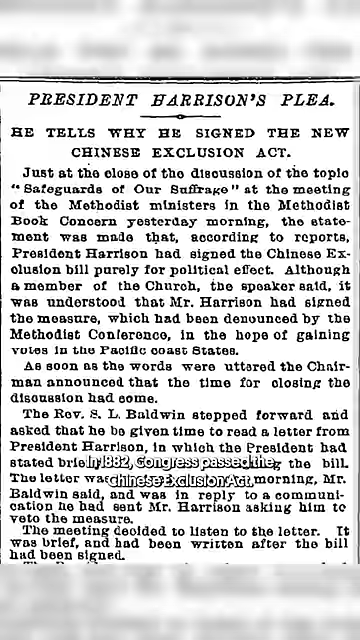 PRESIDENT HARRISON'S PLEA.
HE TELLS WHY HE SIGNED THE NEW
CHINESE EXCLUSION ACT.
Just at the close of the discussion of the topic
"Safeguards of Our Suffrage" at the meeting
of the Methodist ministers in the Methodist
Book Concern yesterday morning, the state-
ment was made that, according to reports,
President Harrison had signed the Chinese Ex-
clusion bill purely for political effect. Although
a member of the Church, the speaker said, it
was understood that Mr. Harrison had signed
the measure, which had been denounced by the
Methodist Conference, in the hope of gaining
votes in the Pacific coast States.
As soon as the words were uttered the Chair-
man announced that the time for closing the
discussion had come.
The Rev. S. L. Baldwin stepped forward and
asked that he be given time to read a letter from
President Harrison, in which the President had
stated the bill.
In 1882, Congress passed the
The letter morning, Mr.
Chinese Exclusion Act,
Baldwin said, and was in reply to a communi-
cation he had sent Mr. Harrison asking him to
veto the measure.
The meeting decided to listen to the letter. It
was brief, and had been written after the bill
had been signed.